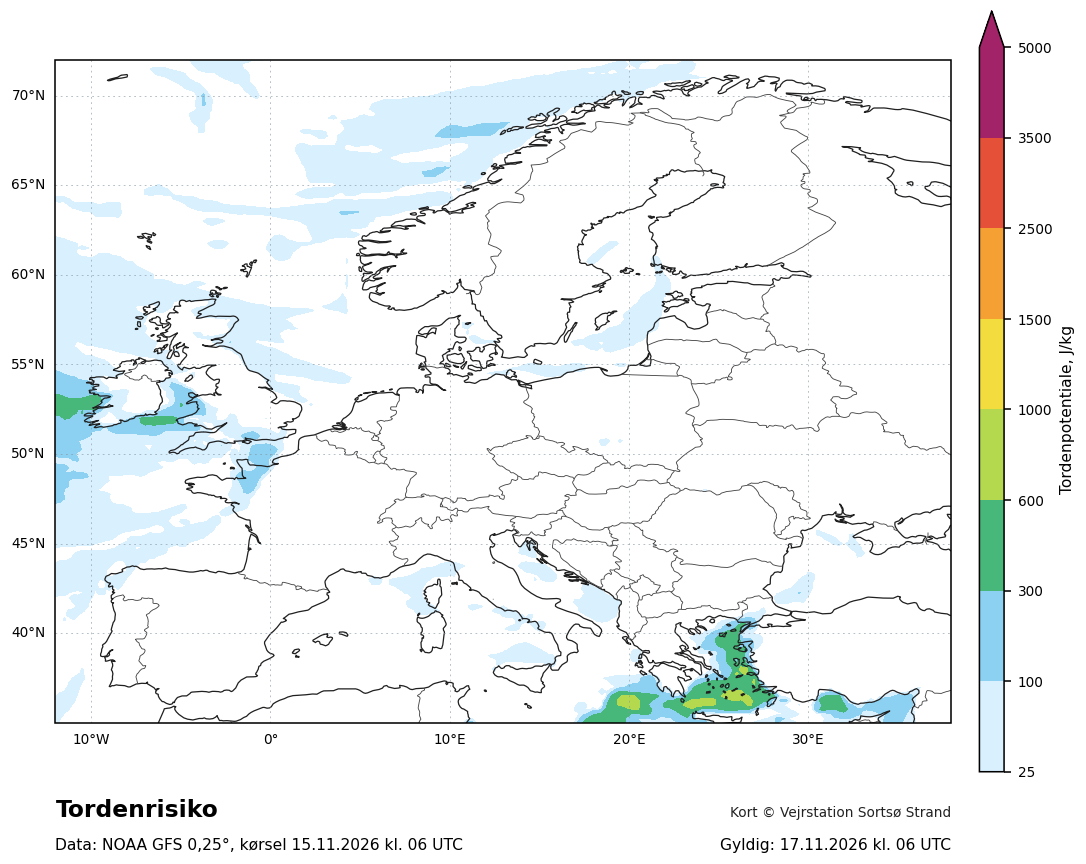 70°N
65°N
60°N
55°N
50°N
45°N
40°N
10°W
0°
10°E
20°E
30°E
5000
3500
2500
1500
1000
600
300
100
25
Tordenpotentiale, J/kg
Tordenrisiko
Kort © Vejrstation Sortsø Strand
Data: NOAA GFS 0,25°, kørsel 15.11.2026 kl. 06 UTC
Gyldig: 17.11.2026 kl. 06 UTC